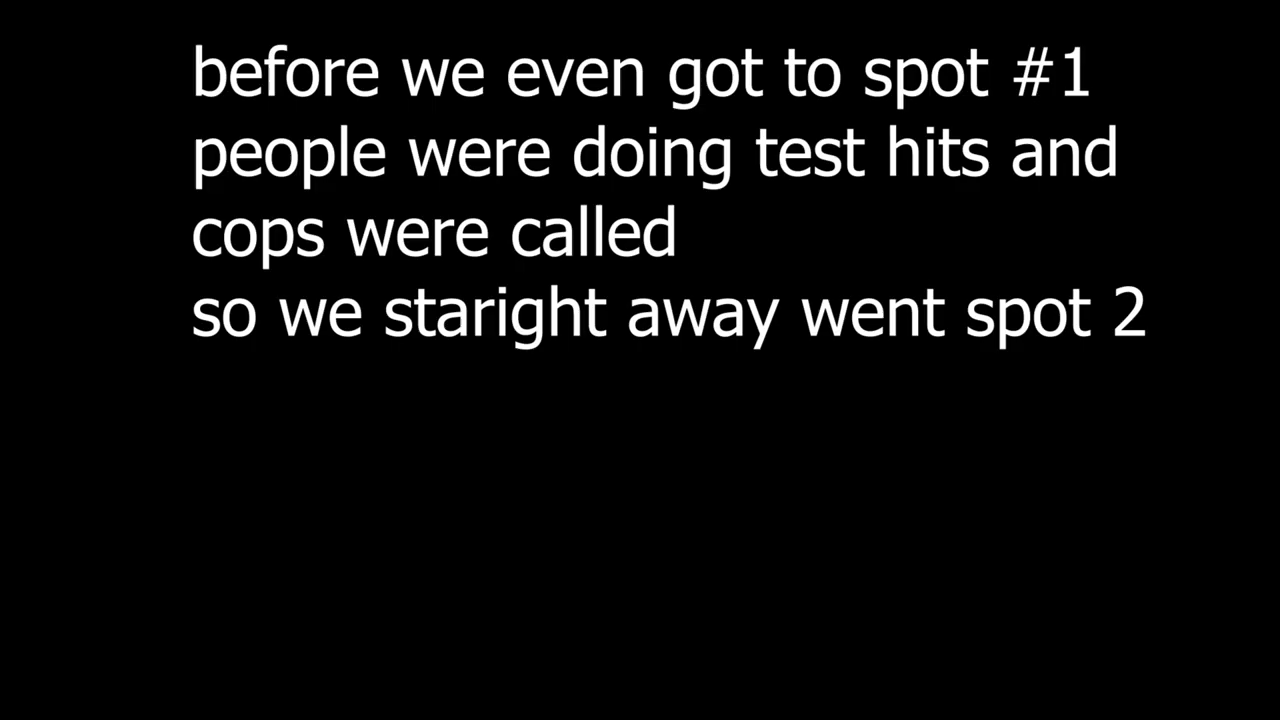 before we even got to spot #1
people were doing test hits and
cops were called
so we staright away went spot 2